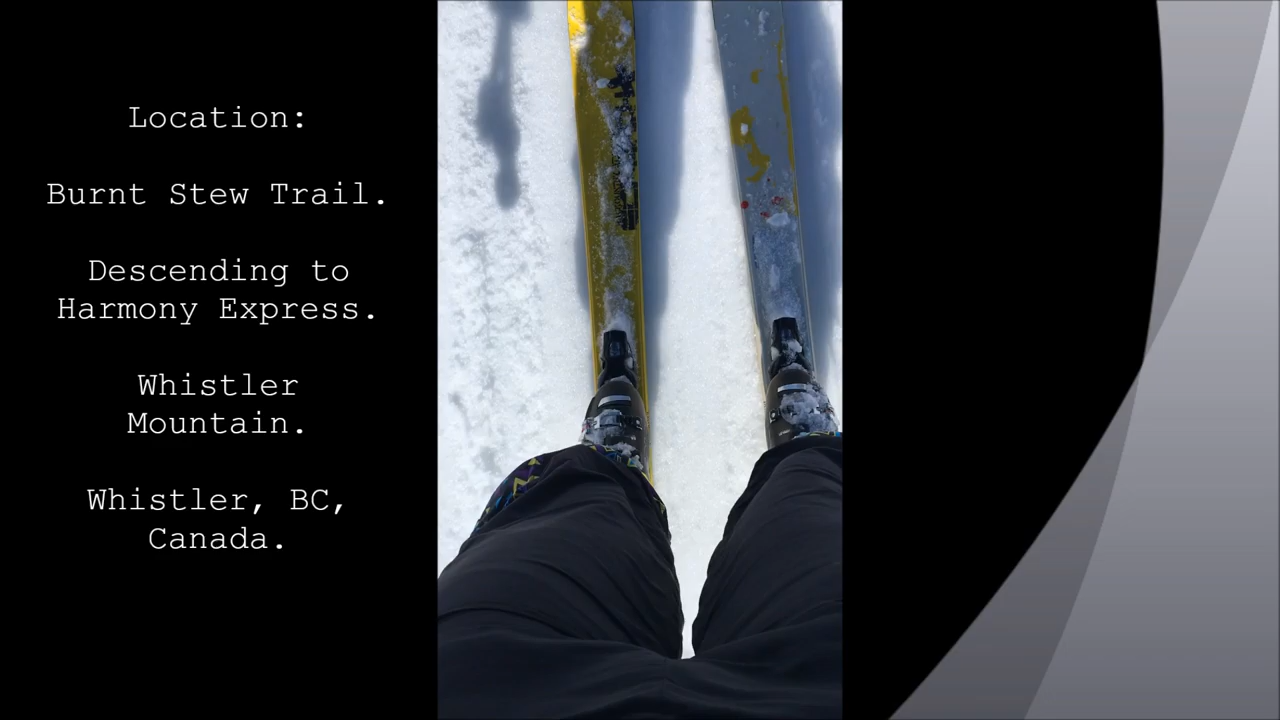 Location:
Burnt Stew Trail.
Descending to
Harmony Express.
Whistler
Mountain.
Whistler, BC,
Canada.